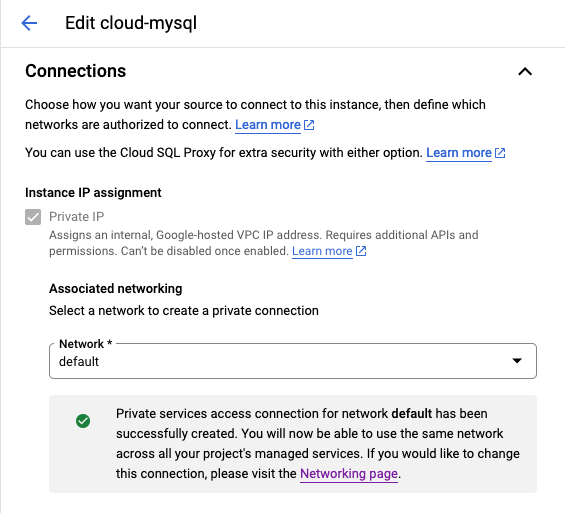 Edit cloud-mysql
Connections
Choose how you want your source to connect to this instance, then define which
networks are authorized to connect. Learn more
You can use the Cloud SQL Proxy for extra security with either option. Learn more
Instance IP assignment
Private IP
Assigns an internal, Google-hosted VPC IP address. Requires additional APIs and
permissions. Can't be disabled once enabled. Learn more
Associated networking
Select a network to create a private connection
Network *
default
Private services access connection for network default has been
successfully created. You will now be able to use the same network
across all your project's managed services. If you would like to change
this connection, please visit the Networking page.